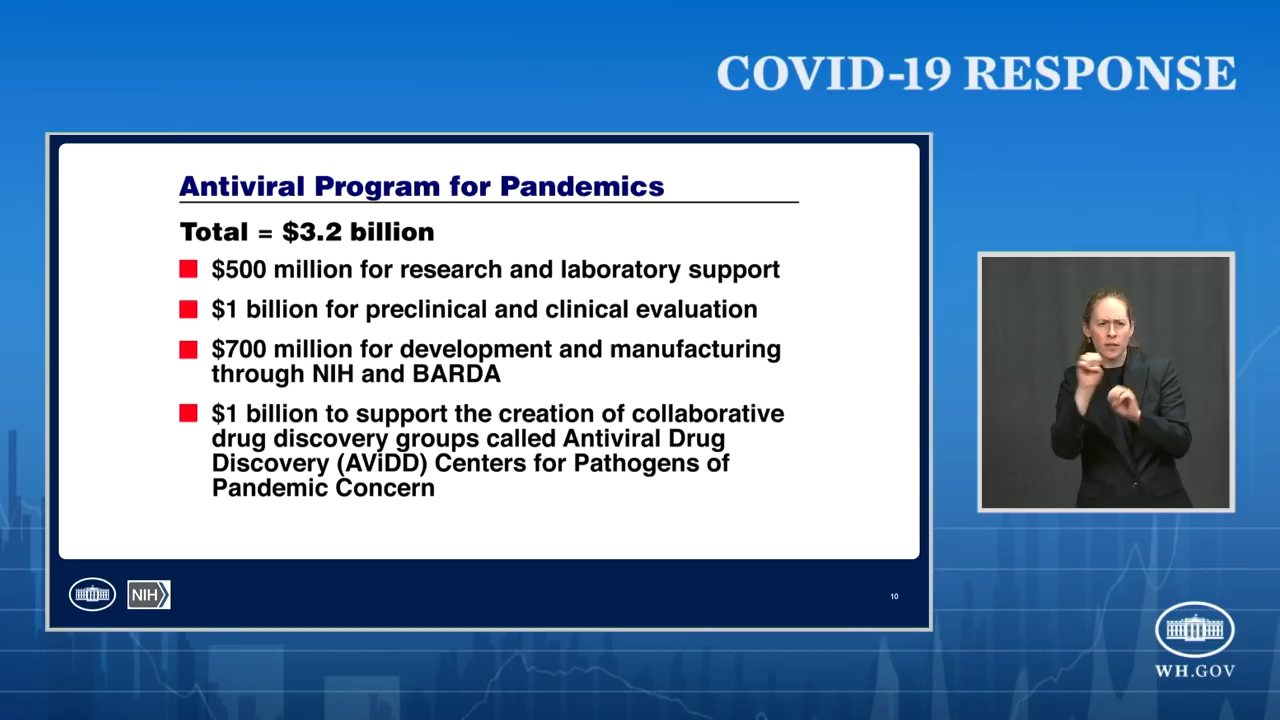 COVID-19 RESPONSE
Antiviral Program for Pandemics
Total = $3.2 billion
$500 million for research and laboratory support
$1 billion for preclinical and clinical evaluation
$700 million for development and manufacturing
through NIH and BARDA
$1 billion to support the creation of collaborative
drug discovery groups called Antiviral Drug
Discovery (AViDD) Centers for Pathogens of
Pandemic Concern
NIH
10
WH.GOV